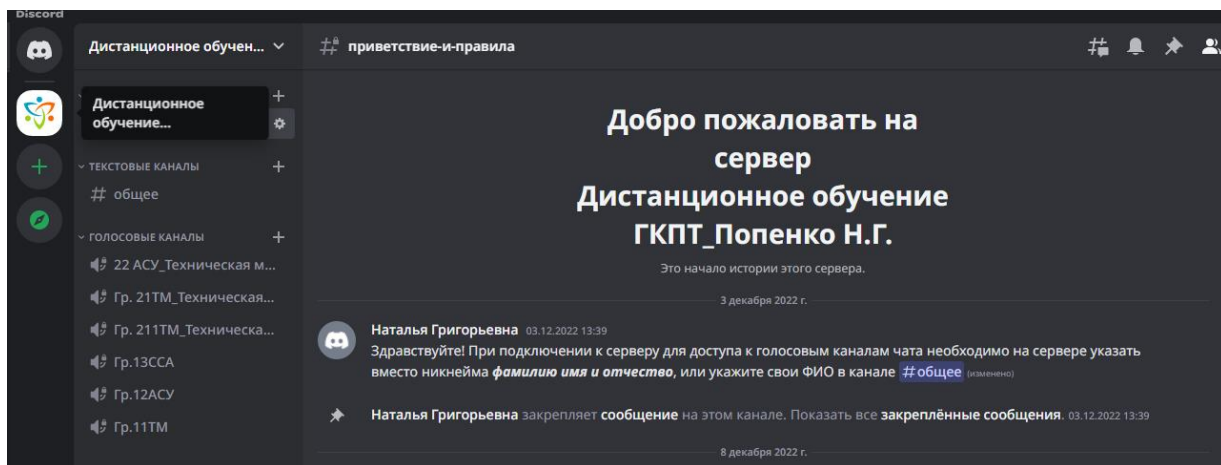 Discord
Дистанционное обучен...
Дистанционное
обучение...
ТЕКСТОВЫЕ КАНАЛЫ
общее
ГОЛОСОВЫЕ КАНАЛЫ
22 АСУ_Техническая м...
Гр. 21ТМ_Техническая...
Гр. 211ТМ_Техническа...
Гр.13ССА
Гр.12АСУ
Гр.11ТМ
приветствие-и-правила
Добро пожаловать на
сервер
Дистанционное обучение
ГКПТ_Попенко Н.Г.
Это начало истории этого сервера.
3 декабря 2022 г.
Наталья Григорьевна 03.12.2022 13:39
Здравствуйте! При подключении к серверу для доступа к голосовым каналам чата необходимо на сервере указать
вместо никнейма фамилию имя и отчество, или укажите свои ФИО в канале #общее (изменено)
Наталья Григорьевна закрепляет сообщение на этом канале. Показать все закреплённые сообщения. 03.12.2022 13:39
8 декабря 2022 г.